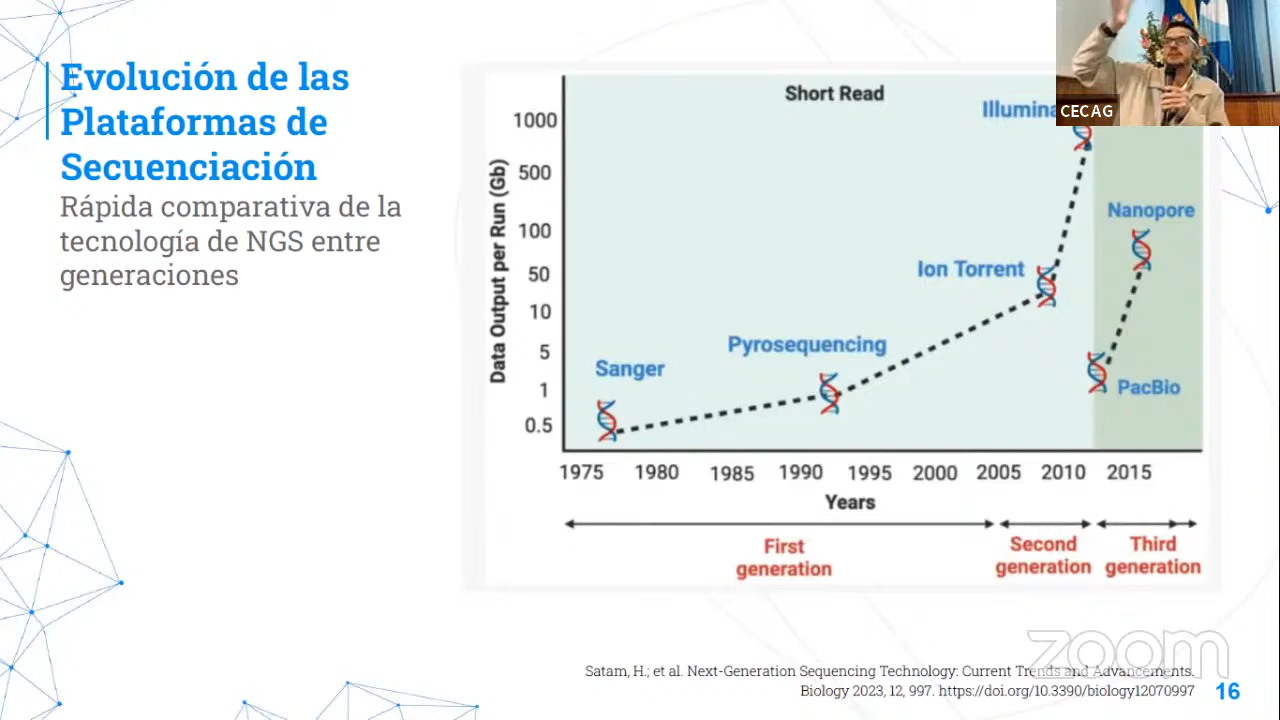 Evolución de las
Plataformas de
Secuenciación
Rápida comparativa de la
tecnología de NGS entre
generaciones
Short Read
Illumina
CECAG
Data Output per Run (Gb)
1000
500
100
50
10
5
1
0.5
Nanopore
Ion Torrent
Pyrosequencing
Sanger
PacBio
1975 1980 1985 1990 1995 2000 2005 2010 2015
Years
First
generation
Second
generation
Third
generation
zoom
Satam, H.; et al. Next-Generation Sequencing Technology: Current Trends and Advancements.
Biology 2023, 12, 997. https://doi.org/10.3390/biology12070997
16